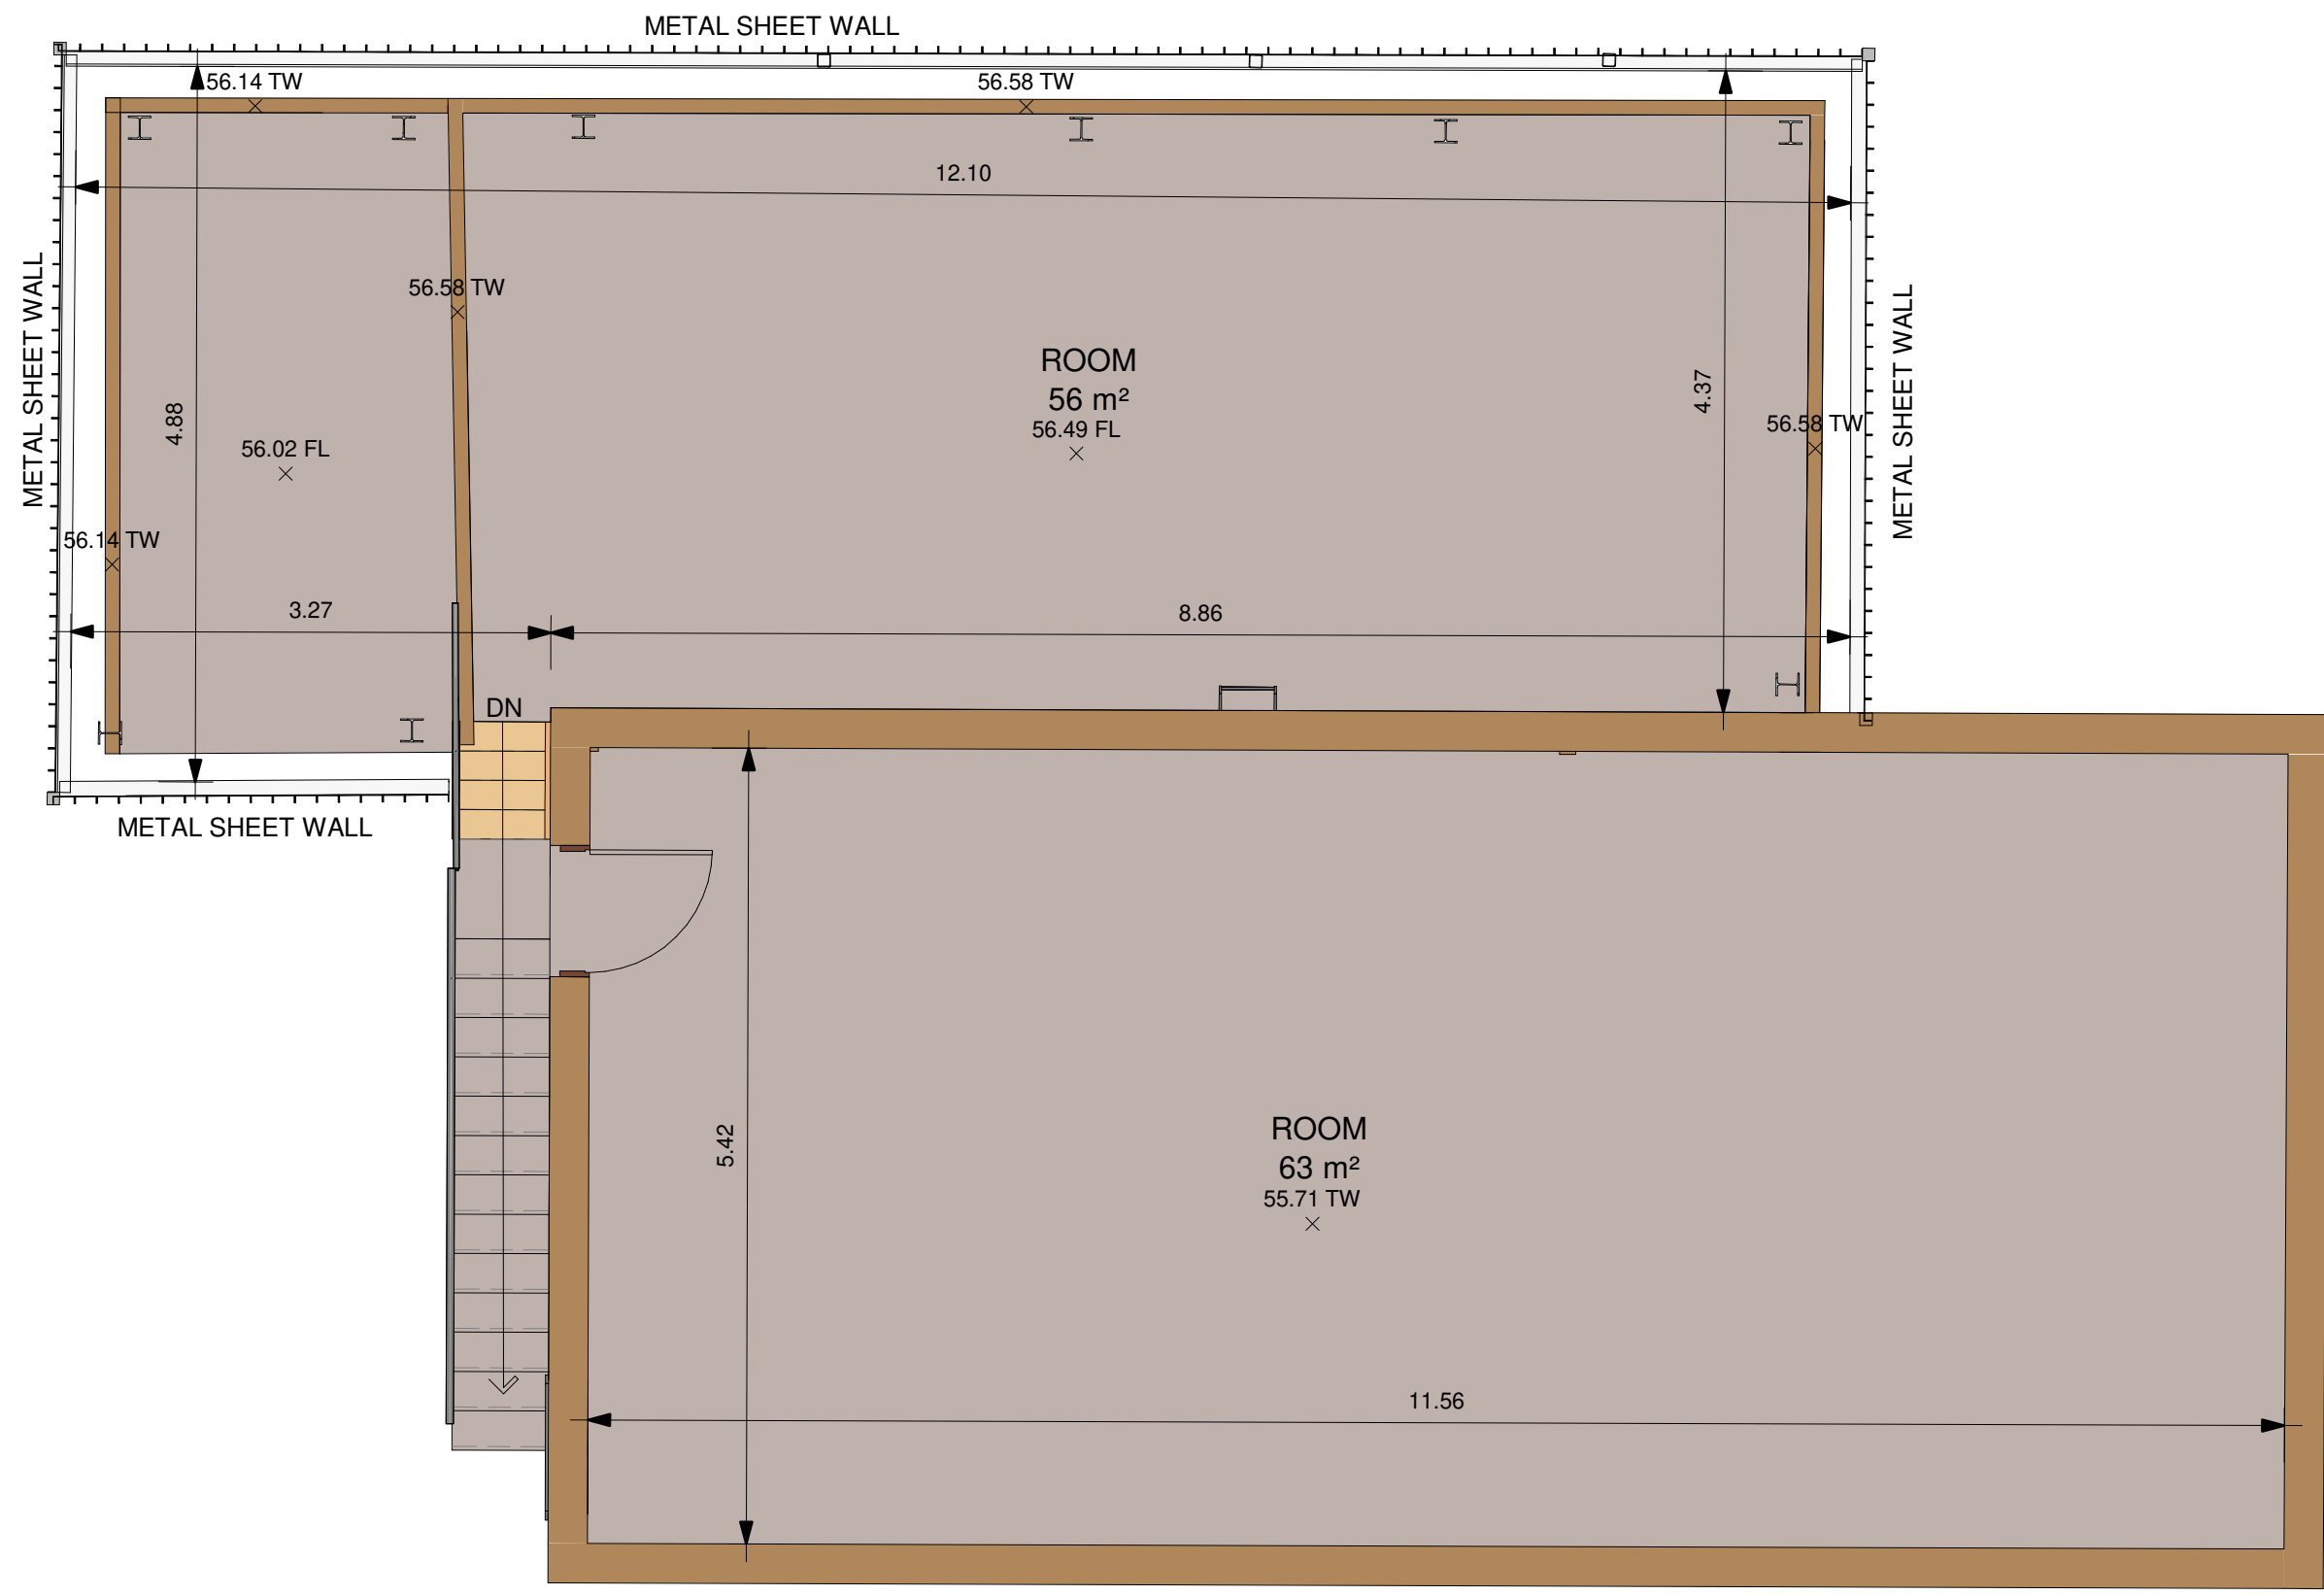 METAL SHEET WALL
56.14 TW
56.58 TW
12.10
METAL SHEET WALL
56.58 TW
METAL SHEET WALL
ROOM
56 m²
56.49 FL
4.88
4.37
56.58 TW
56.02 FL
56.14 TW
3.27
8.86
DN
METAL SHEET WALL
5.42
ROOM
63 m²
55.71 TW
11.56